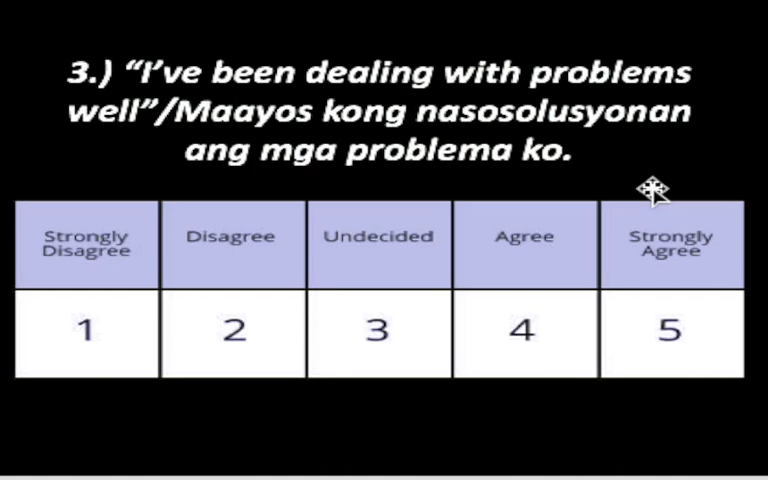 3.) “I’ve been dealing with problems
well”/Maayos kong nasosolusyonan
ang mga problema ko.
Strongly Disagree
Disagree
Undecided
Agree
Strongly Agree
1
2
3
4
5